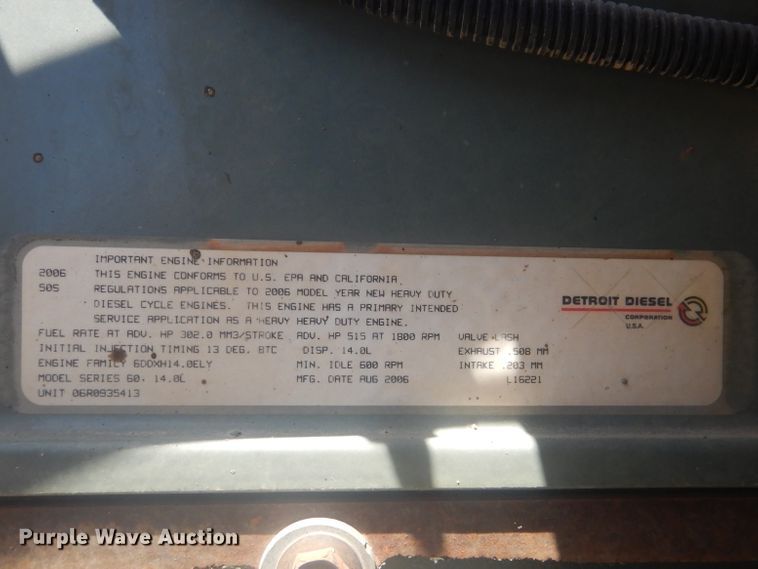 IMPORTANT ENGINE INFORMATION
2006 THIS ENGINE CONFORMS TO U.S. EPA AND CALIFORNIA
50S REGULATIONS APPLICABLE TO 2006 MODEL YEAR NEW HEAVY DUTY
DIESEL CYCLE ENGINES. THIS ENGINE HAS A PRIMARY INTENDED
SERVICE APPLICATION AS A HEAVY HEAVY DUTY ENGINE.
FUEL RATE AT ADV. HP 302.0 MM3/STROKE ADV. HP 515 AT 1800 RPM VALVE LASH
INITIAL INJECTION TIMING 13 DEG. BTC DISP. 14.0L EXHAUST .508 MM
ENGINE FAMILY 6DDXH14.0ELY MIN. IDLE 600 RPM INTAKE .203 MM
MODEL SERIES 60, 14.0L MFG. DATE AUG 2006 L16221
UNIT 06R0935413
DETROIT DIESEL
CORPORATION
U.S.A.
Purple Wave Auction